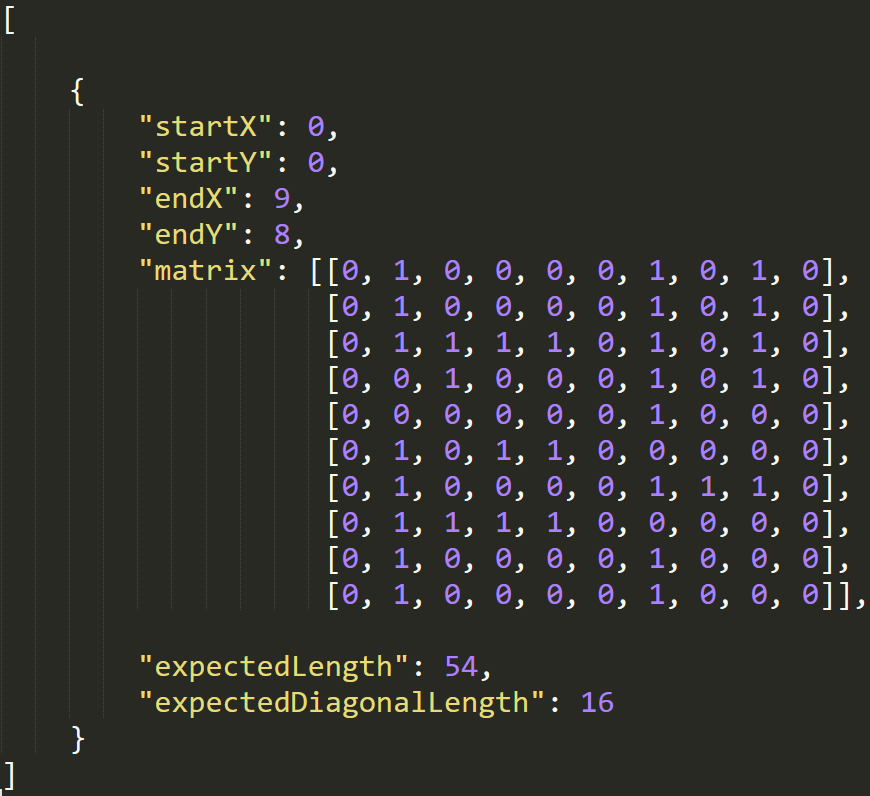 [
{
"startX": 0,
"startY": 0,
"endX": 9,
"endY": 8,
"matrix": [[0, 1, 0, 0, 0, 0, 1, 0, 1, 0],
[0, 1, 0, 0, 0, 0, 1, 0, 1, 0],
[0, 1, 1, 1, 1, 0, 1, 0, 1, 0],
[0, 0, 1, 0, 0, 0, 1, 0, 1, 0],
[0, 0, 0, 0, 0, 0, 1, 0, 0, 0],
[0, 1, 0, 1, 1, 0, 0, 0, 0, 0],
[0, 1, 0, 0, 0, 0, 1, 1, 1, 0],
[0, 1, 1, 1, 1, 0, 0, 0, 0, 0],
[0, 1, 0, 0, 0, 0, 1, 0, 0, 0],
[0, 1, 0, 0, 0, 0, 1, 0, 0, 0]],
"expectedLength": 54,
"expectedDiagonalLength": 16
}
]